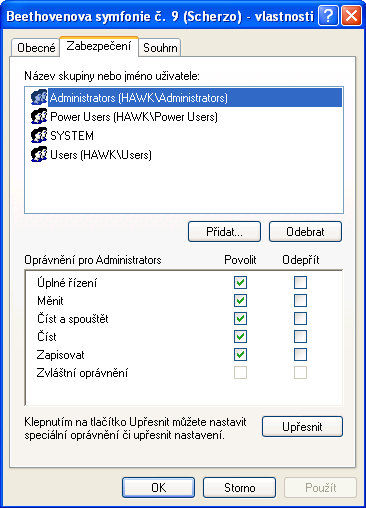 Beethovenova symfonie č. 9 (Scherzo) - vlastnosti
Obecné Zabezpečení Souhrn
Název skupiny nebo jméno uživatele:
Administrators (HAWK\Administrators)
Power Users (HAWK\Power Users)
SYSTEM
Users (HAWK\Users)
Přidat... Odebrat
Oprávnění pro Administrators Povolit Odepřít
Úplné řízení
Měnit
Číst a spouštět
Číst
Zapisovat
Zvláštní oprávnění
Klepnutím na tlačítko Upřesnit můžete nastavit
speciální oprávnění či upřesnit nastavení.
Upřesnit
OK Storno Použít